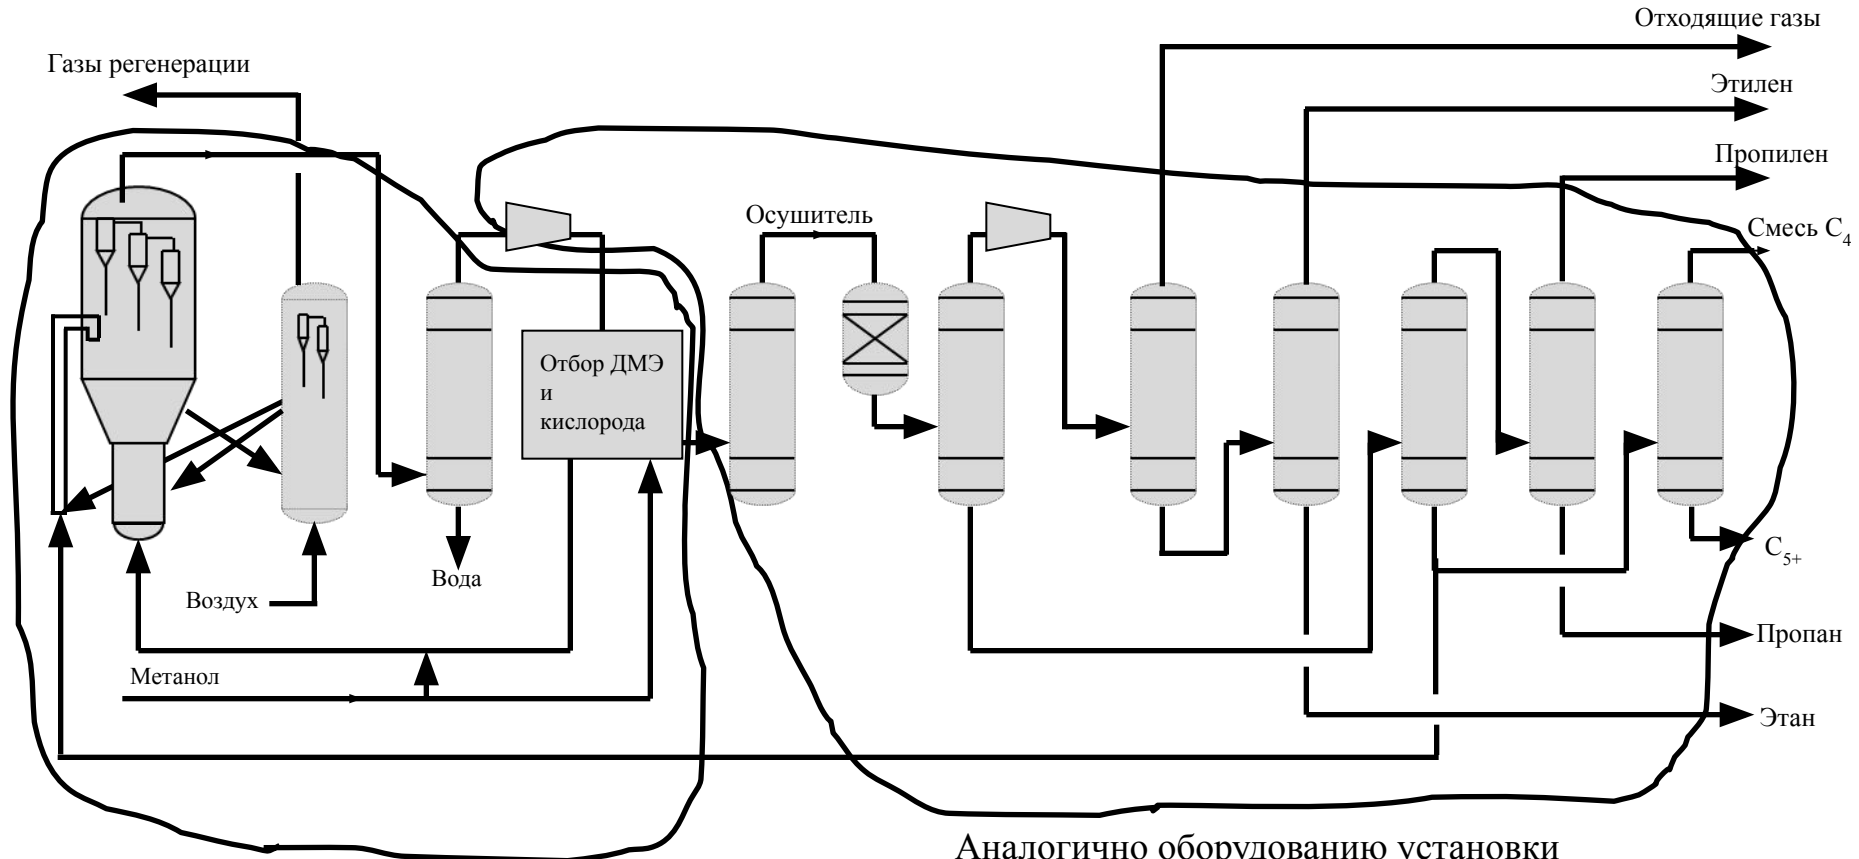 Отходящие газы
Газы регенерации
Этилен
Пропилен
Осушитель
Смесь C4
Отбор ДМЭ
и
кислорода
C5+
Вода
Воздух
Пропан
Метанол
Этан
Аналогично оборудованию установки